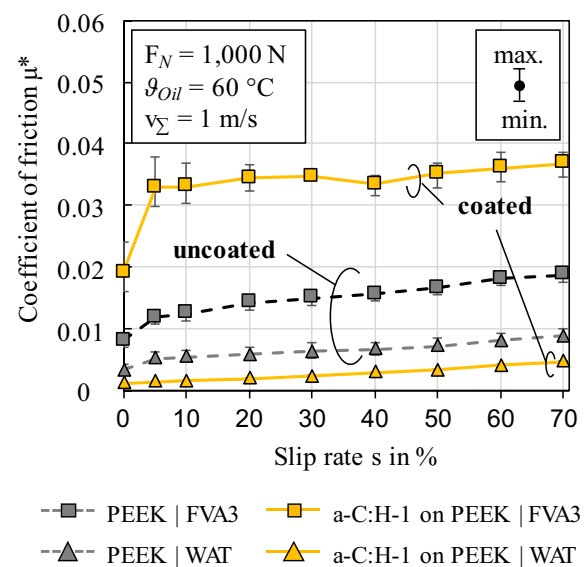 0.06
0.05
0.04
0.03
0.02
0.01
0
Coefficient of friction μ*
F_N = 1,000 N
ϑ_Oil = 60 °C
v_Σ = 1 m/s
max.
min.
coated
uncoated
0 10 20 30 40 50 60 70
Slip rate s in %
PEEK | FVA3 a-C:H-1 on PEEK | FVA3
PEEK | WAT a-C:H-1 on PEEK | WAT